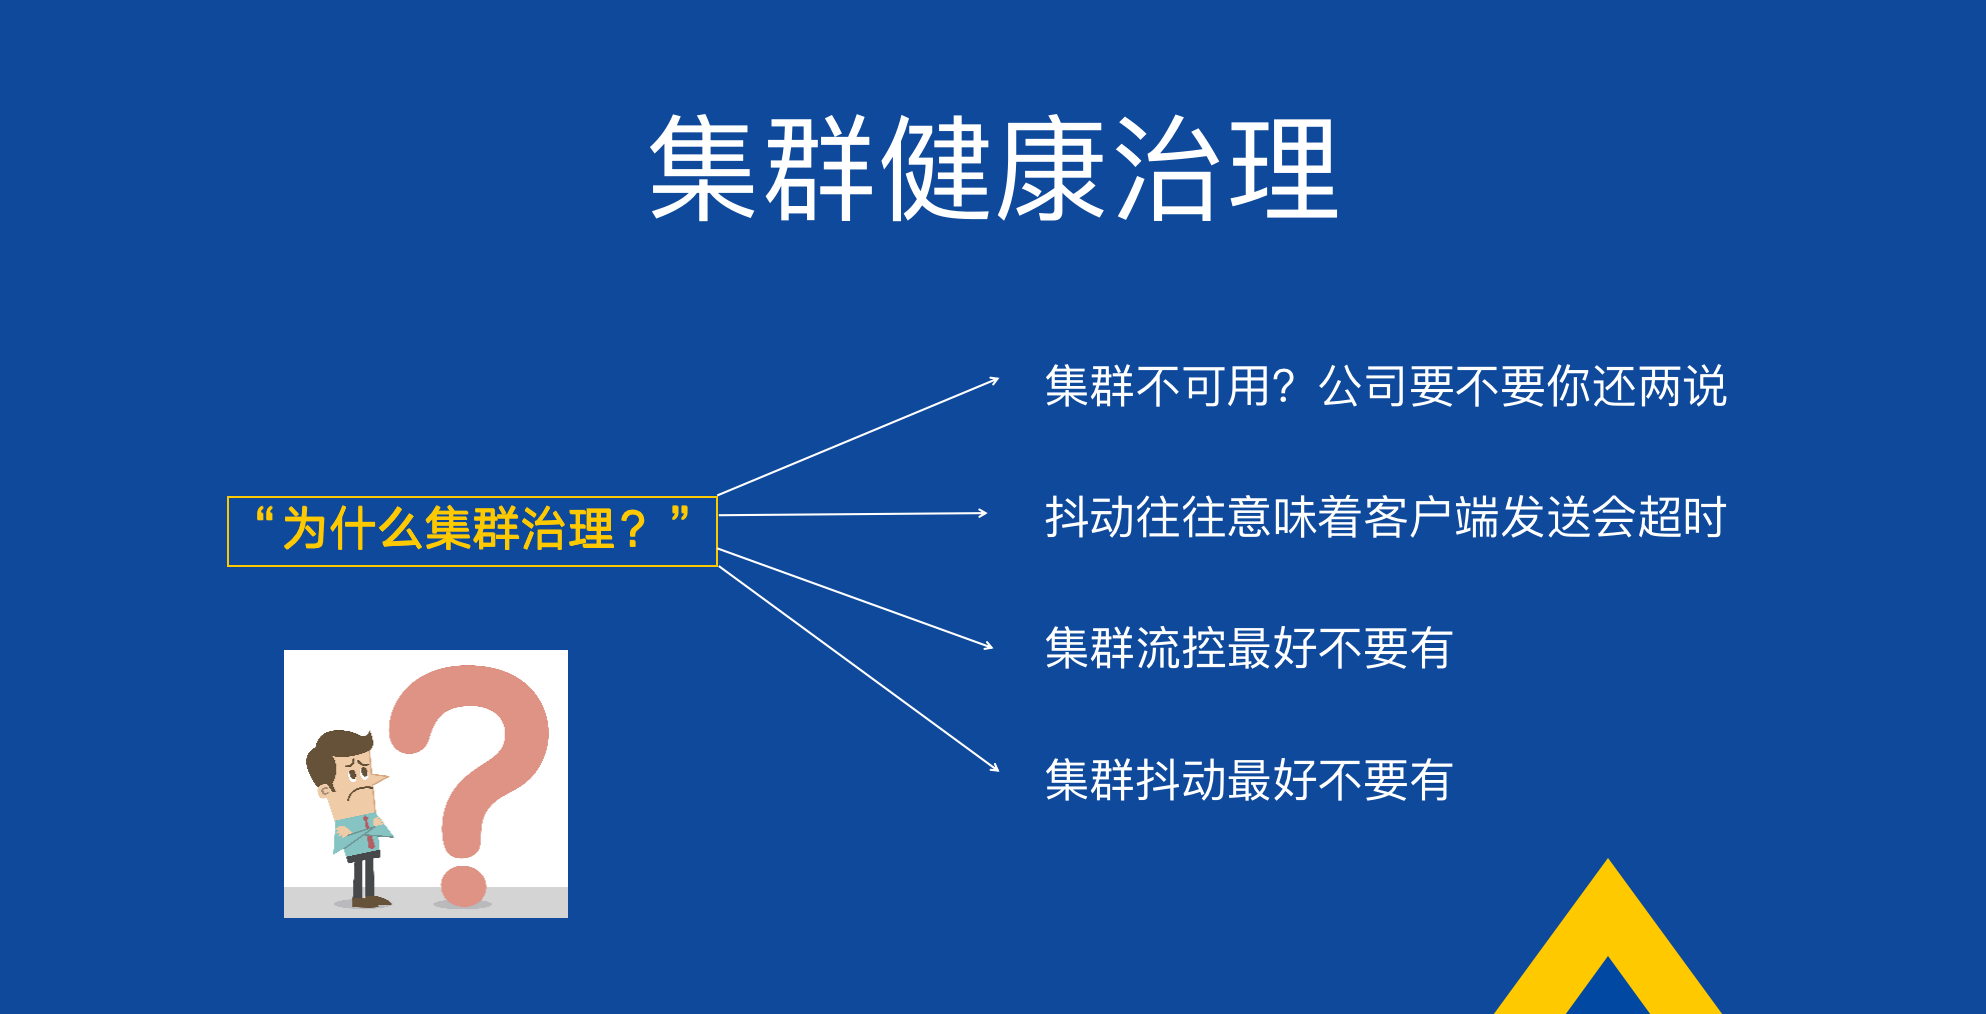 集群健康治理
集群不可用？公司要不要你还两说
抖动往往意味着客户端发送会超时
“为什么集群治理？”
集群流控最好不要有
集群抖动最好不要有